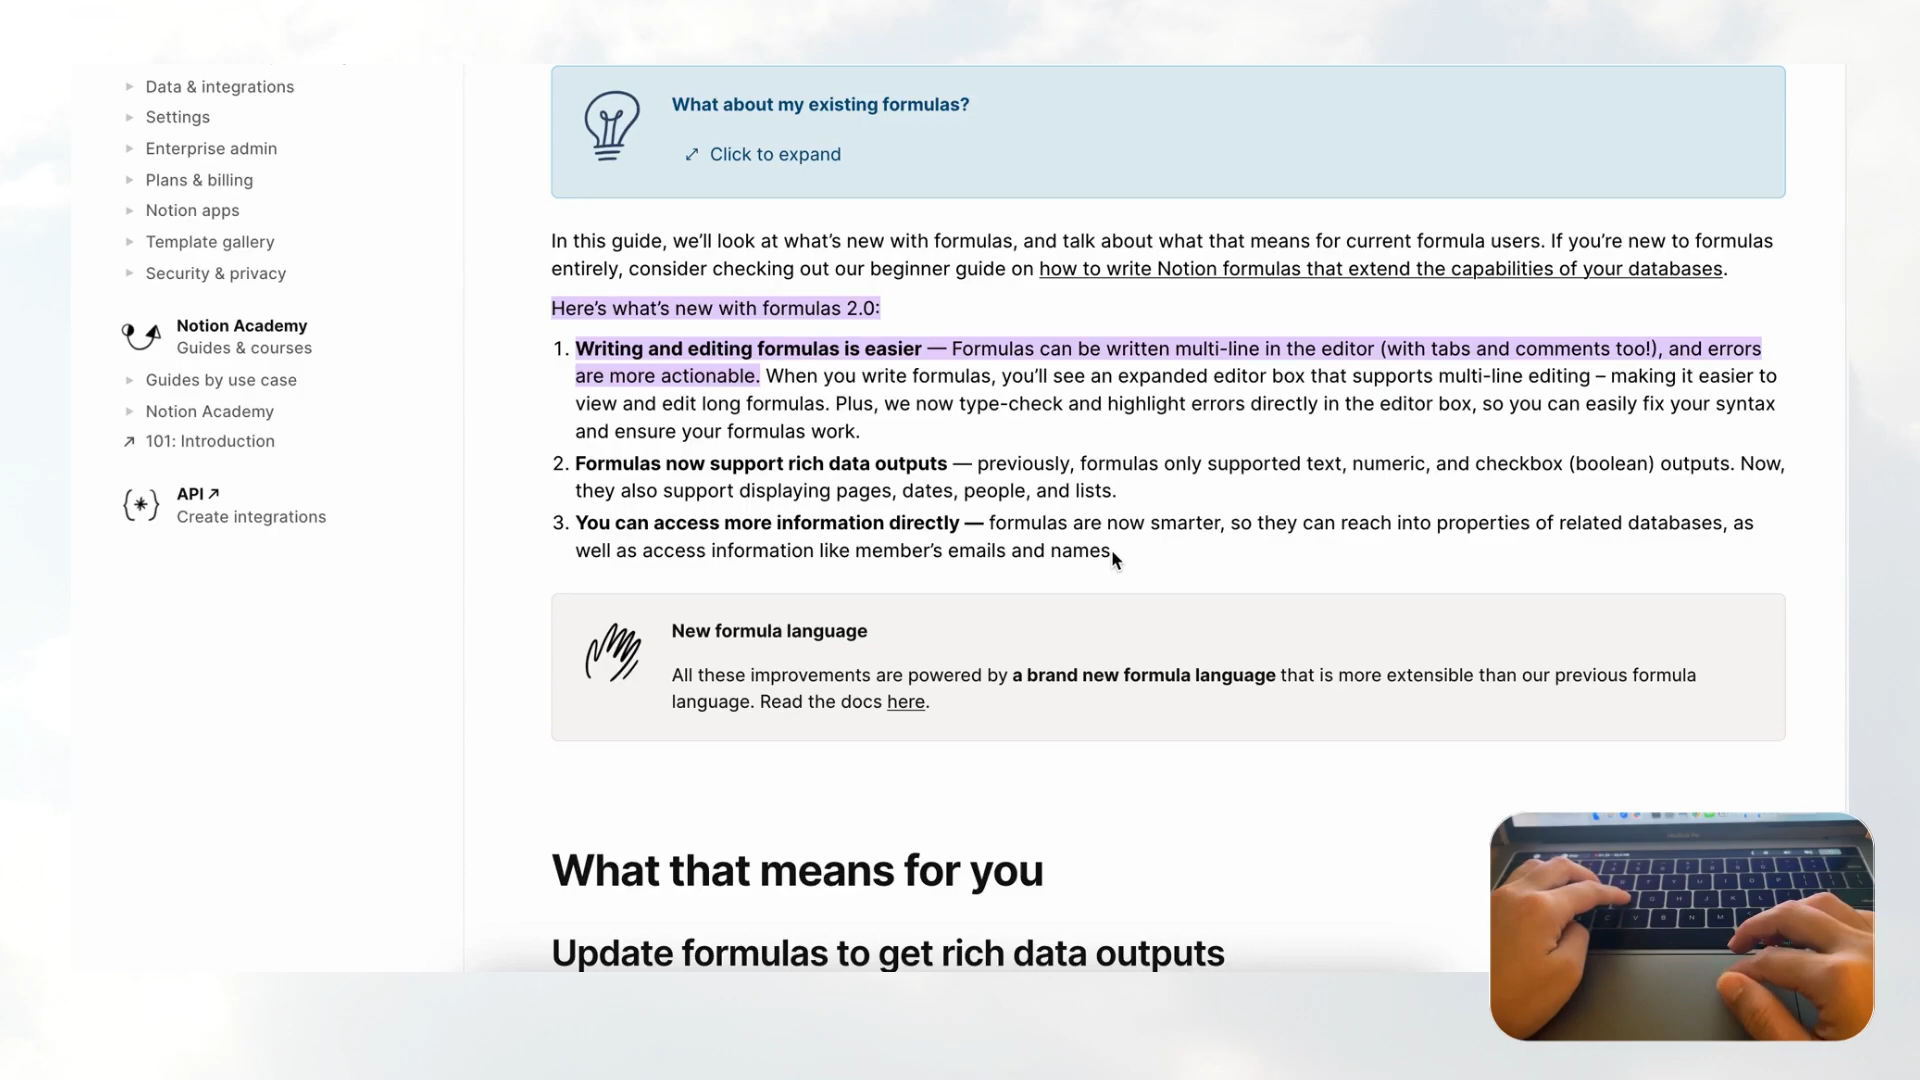 Data & integrations
Settings
Enterprise admin
Plans & billing
Notion apps
Template gallery
Security & privacy
Notion Academy
Guides & courses
Guides by use case
Notion Academy
101: Introduction
API
Create integrations
What about my existing formulas?
Click to expand
In this guide, we’ll look at what’s new with formulas, and talk about what that means for current formula users. If you’re new to formulas
entirely, consider checking out our beginner guide on how to write Notion formulas that extend the capabilities of your databases.
Here’s what’s new with formulas 2.0:
1. Writing and editing formulas is easier — Formulas can be written multi-line in the editor (with tabs and comments too!), and errors
are more actionable. When you write formulas, you’ll see an expanded editor box that supports multi-line editing – making it easier to
view and edit long formulas. Plus, we now type-check and highlight errors directly in the editor box, so you can easily fix your syntax
and ensure your formulas work.
2. Formulas now support rich data outputs — previously, formulas only supported text, numeric, and checkbox (boolean) outputs. Now,
they also support displaying pages, dates, people, and lists.
3. You can access more information directly — formulas are now smarter, so they can reach into properties of related databases, as
well as access information like member’s emails and names.
New formula language
All these improvements are powered by a brand new formula language that is more extensible than our previous formula
language. Read the docs here.
What that means for you
Update formulas to get rich data outputs